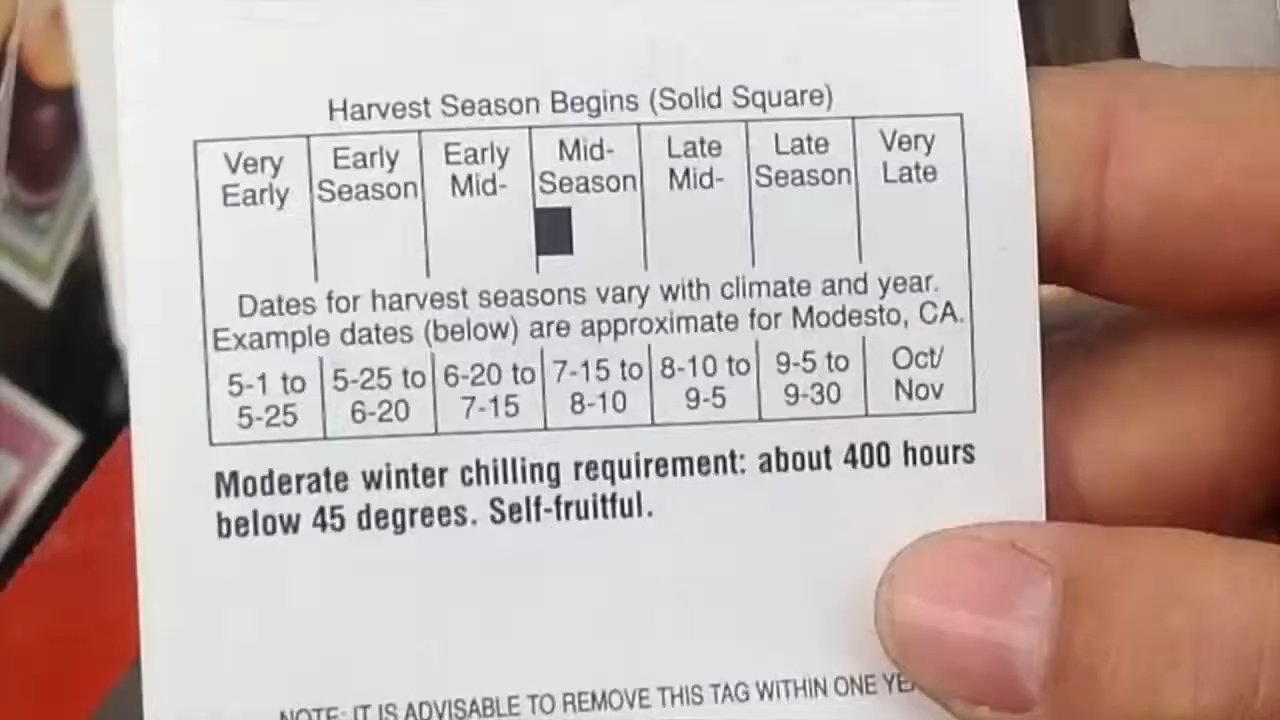 Harvest Season Begins (Solid Square)
Very Early Mid- Late Late Very
Early Season Mid- Season Mid- Season Late
Early
Dates for harvest seasons vary with climate and year.
Example dates (below) are approximate for Modesto, CA.
5-1 to 5-25 to 6-20 to 7-15 to 8-10 to 9-5 to Oct/
5-25 6-20 7-15 8-10 9-5 9-30 Nov
Moderate winter chilling requirement: about 400 hours
below 45 degrees. Self-fruitful.
NOTE: IT IS ADVISABLE TO REMOVE THIS TAG WITHIN ONE